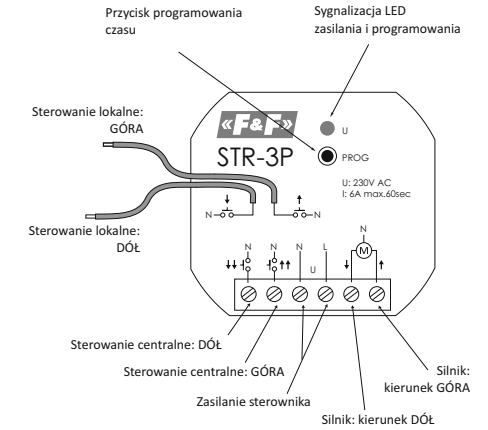 Przycisk programowania
czasu
Sygnalizacja LED
zasilania i programowania
Sterowanie lokalne:
GÓRA
«F&F»
U
STR-3P
PROG
U: 230V AC
I: 6A max.60sec
N
N
Sterowanie lokalne:
DÓŁ
N
N
N
N
L
M
U
Sterowanie centralne: DÓŁ
Sterowanie centralne: GÓRA
Silnik:
kierunek GÓRA
Zasilanie sterownika
Silnik: kierunek DÓŁ